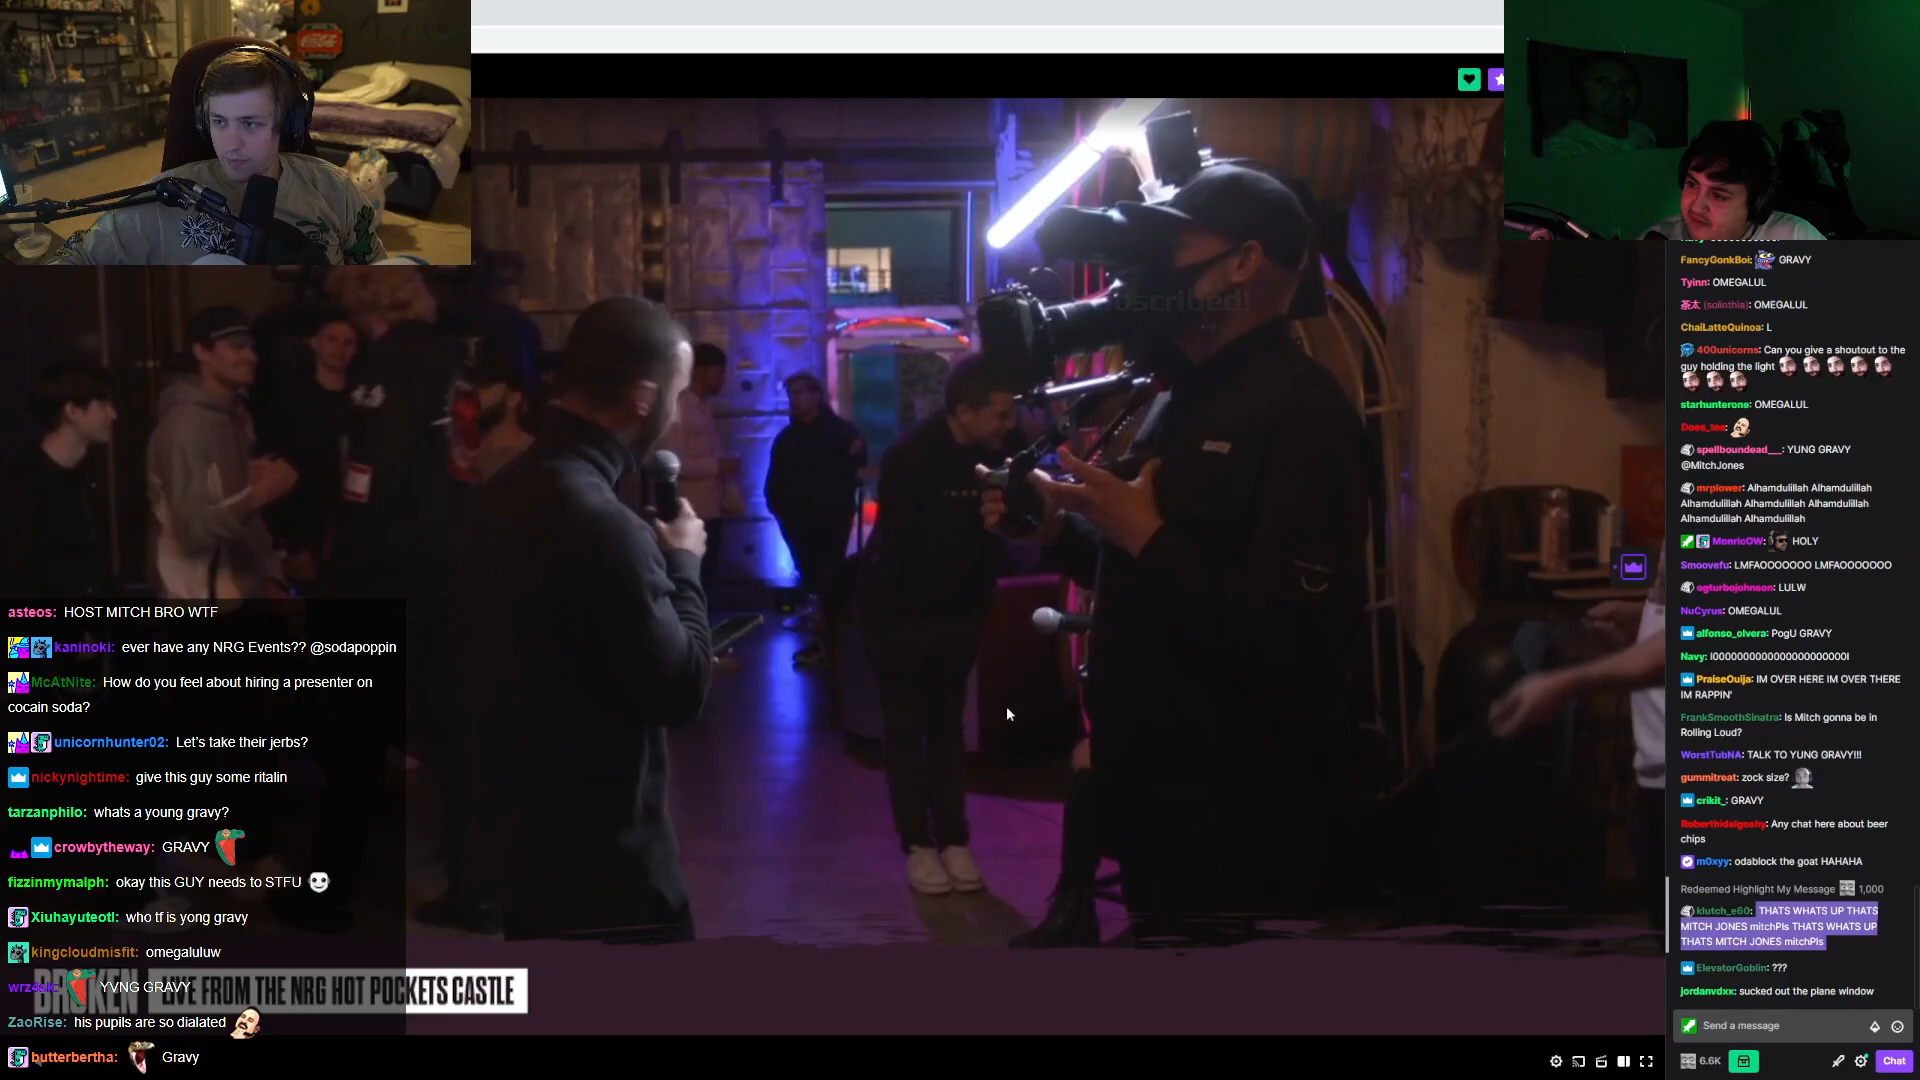 asteos: HOST MITCH BRO WTF
kaninoki: ever have any NRG Events?? @sodapoppin
McAtNite: How do you feel about hiring a presenter on
cocain soda?
unicornhunter02: Let's take their jerbs?
nickynightime: give this guy some ritalin
tarzanphilo: whats a young gravy?
crowbytheway: GRAVY
fizzinmymalph: okay this GUY needs to STFU
Xiuhayuteotl: who tf is yong gravy
kingcloudmisfit: omegaluluw
YVNG GRAVY
ZaoRise: his pupils are so dialated
butterbertha: Gravy
BROKEN
LIVE FROM THE NRG HOT POCKETS CASTLE
FancyGonkBoi: GRAVY
Tyinn: OMEGALUL
(solinthia): OMEGALUL
ChaiLatteQuinoa: L
400unicorns: Can you give a shoutout to the
guy holding the light
starhunterone: OMEGALUL
Does_tos:
spellboundead__: YUNG GRAVY
@MitchJones
mrplower: Alhamdulillah Alhamdulillah
Alhamdulillah Alhamdulillah Alhamdulillah
Alhamdulillah Alhamdulillah
MonricOW: HOLY
Smoovefu: LMFAOOOOOOO LMFAOOOOOOO
ogturbojohnson: LULW
NuCyrus: OMEGALUL
alfonso_olvera: PogU GRAVY
PraiseOuija: IM OVER HERE IM OVER THERE
IM RAPPIN'
FrankSmoothSinatra: Is Mitch gonna be in
Rolling Loud?
WorstTubNA: TALK TO YUNG GRAVY!!!
gummitreat: zock size?
crikit_: GRAVY
Roberthidalgoshy: Any chat here about beer
chips
m0xyy: odablock the goat HAHAHA
Redeemed Highlight My Message 1,000
klutch_e60: THATS WHATS UP THATS
MITCH JONES mitchPls THATS WHATS UP
THATS MITCH JONES mitchPls
ElevatorGoblin: ???
jordanvdxx: sucked out the plane window
Send a message
6.6K
Chat